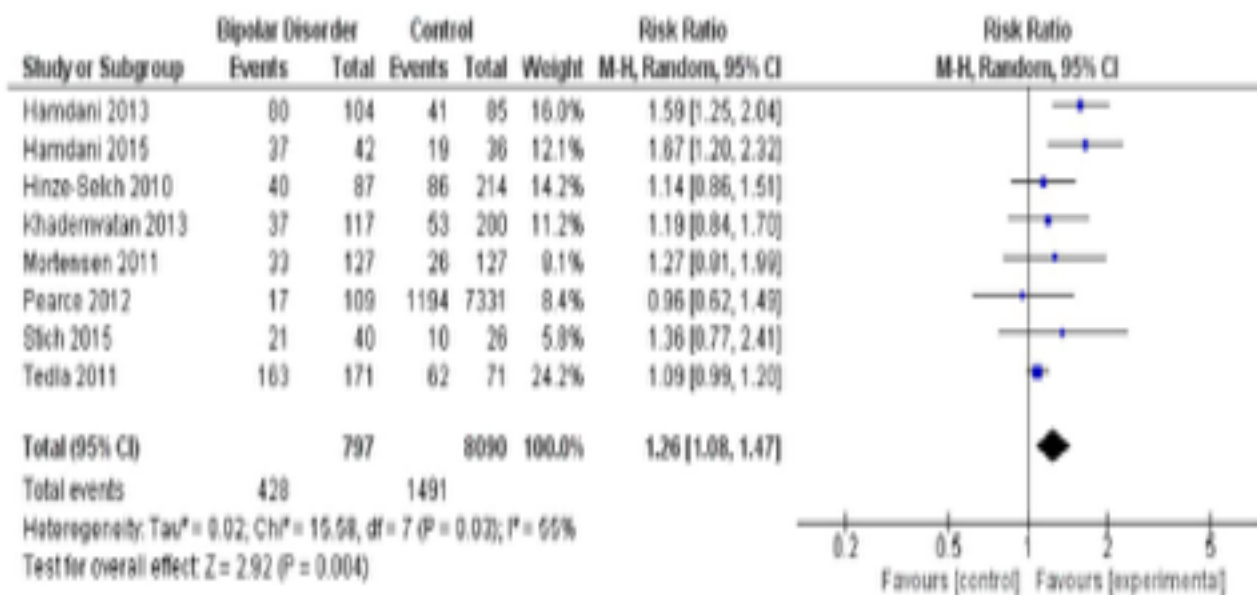 Bipolar Disorder Control Risk Ratio Risk Ratio
Study or Subgroup Events Total Events Total Weight M-H, Random, 95% CI M-H, Random, 95% CI
Hamdani 2013 80 104 41 85 16.0% 1.59 [1.25, 2.04]
Hamdani 2015 37 42 19 36 12.1% 1.67 [1.20, 2.32]
Hinze-Selch 2010 40 87 86 214 14.2% 1.14 [0.86, 1.51]
Khademvatan 2013 37 117 53 200 11.2% 1.19 [0.84, 1.70]
Mortensen 2011 33 127 26 127 8.1% 1.27 [0.81, 1.99]
Pearce 2012 17 109 1194 7331 8.4% 0.96 [0.62, 1.49]
Stich 2015 21 40 10 26 5.8% 1.36 [0.77, 2.41]
Tedla 2011 163 171 62 71 24.2% 1.09 [0.99, 1.20]
Total (95% CI) 797 8090 100.0% 1.26 [1.08, 1.47]
Total events 428 1491
Heterogeneity: Tau² = 0.02; Chi² = 15.58, df = 7 (P = 0.03); I² = 55%
Test for overall effect: Z = 2.92 (P = 0.004)
0.2 0.5 1 2 5
Favours [control] Favours [experimental]